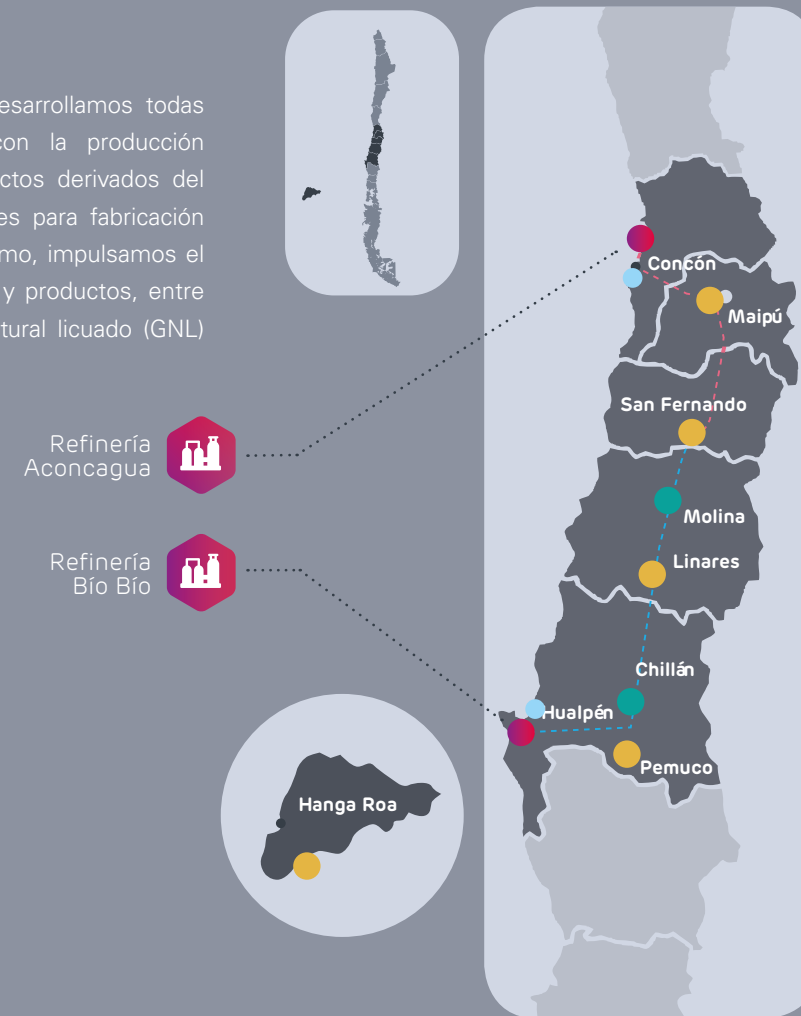 esarrollamos todas
con la producción
ctos derivados del
es para fabricación
mo, impulsamos el
y productos, entre
tural licuado (GNL)
Concón
Maipú
San Fernando
Refinería
Aconcagua
Molina
Linares
Refinería
Bío Bío
Chillán
Hualpén
Pemuco
Hanga Roa